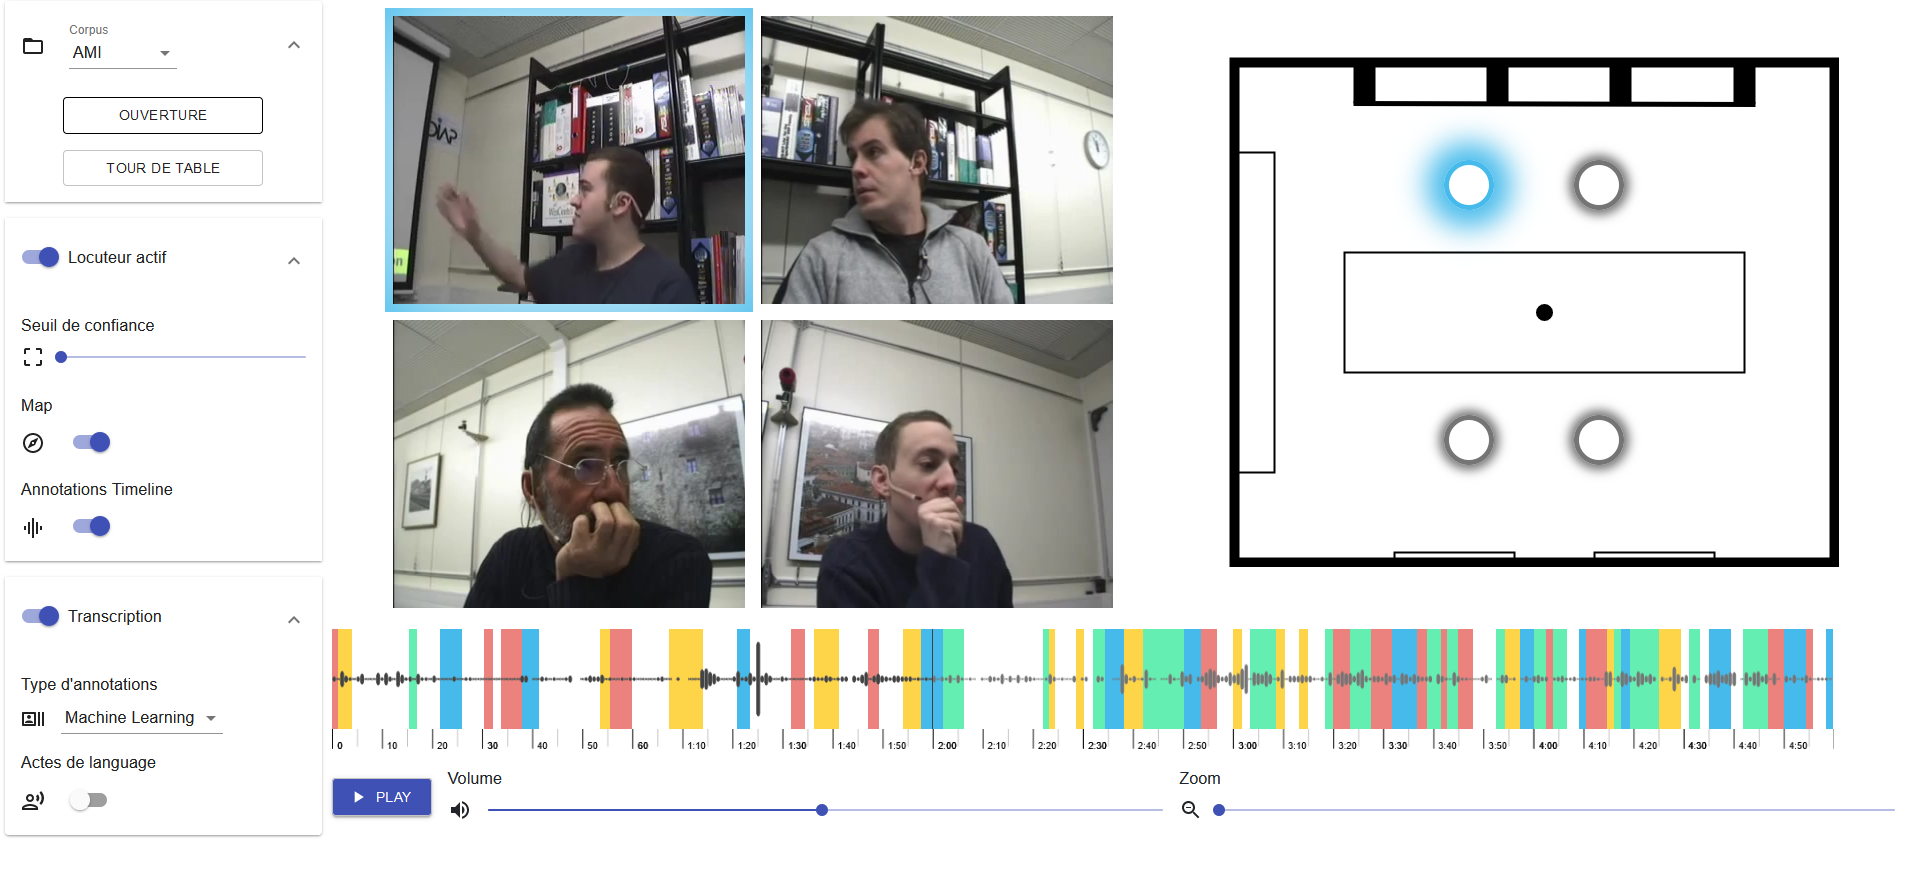 Corpus
AMI
OUVERTURE
TOUR DE TABLE
Locuteur actif
Seuil de confiance
Map
Annotations Timeline
Transcription
Type d'annotations
Machine Learning
Actes de language
DIAP
0 10 20 30 40 50 60 1:10 1:20 1:30 1:40 1:50 2:00 2:10 2:20 2:30 2:40 2:50 3:00 3:10 3:20 3:30 3:40 3:50 4:00 4:10 4:20 4:30 4:40 4:50
PLAY
Volume
Zoom